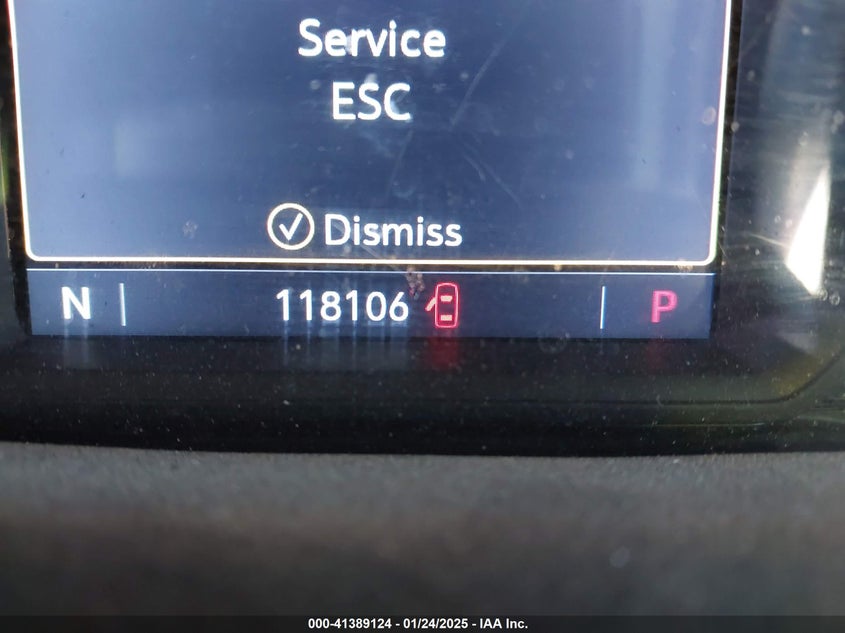 Service
ESC
Dismiss
N 118106 P
000-41389124 - 01/24/2025 - IAA Inc.